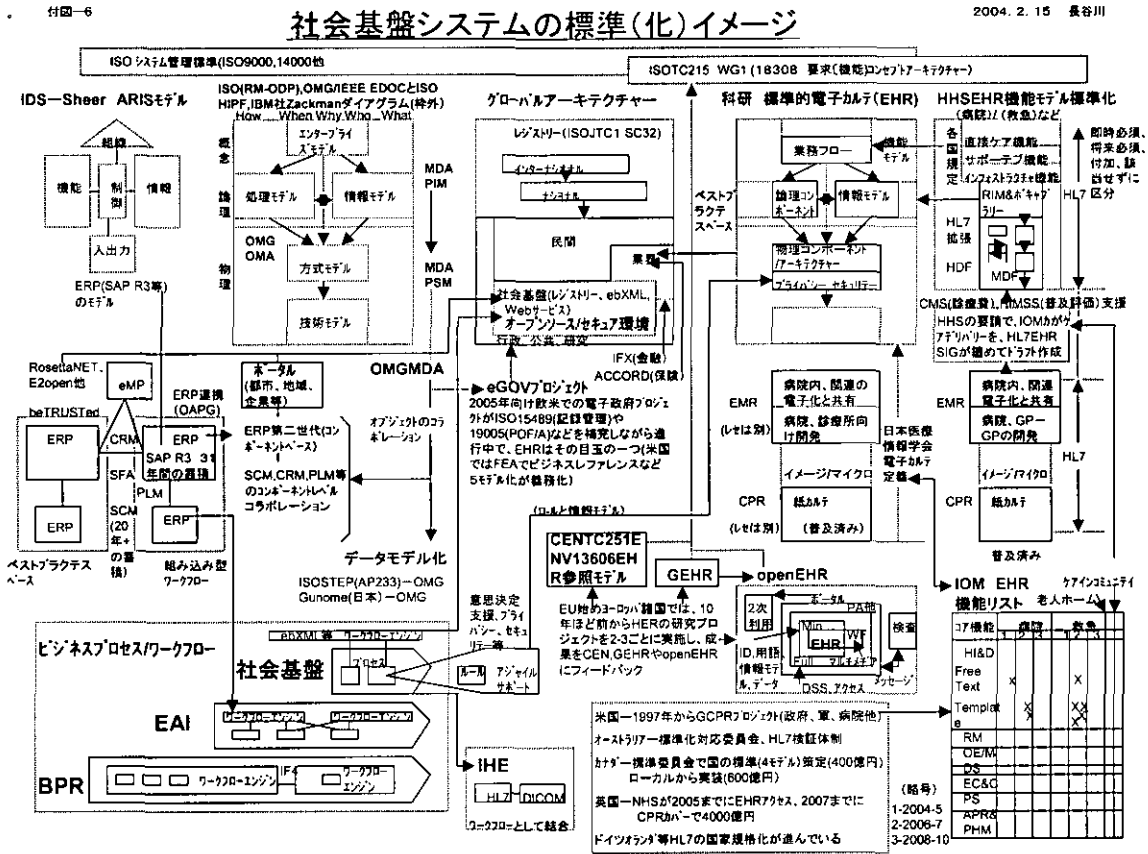 付図ー6
2004. 2. 15 長谷川
社会基盤システムの標準(化)イメージ
ISO システム管理標準(ISO9000,14000他
ISOTC215 WG1 (18308 要求(機能)コンセプトアーキテクチャー)
IDS－Sheer ARISモデル
組織
機能
制御
情報
入出力
ERP(SAP R3等)
のモデル
ISO(RM-ODP),OMG/IEEE EDOCとISO
HIPF,IBM社Zackmanダイアグラム(枠外)
How When Why Who What
概念
論理
物理
エンタープライ
ズモデル
処理モデル
情報モデル
OMG
OMA
方式モデル
技術モデル
MDA
PIM
MDA
PSM
OMGMDA
グローバルアーキテクチャー
レジストリー(ISOJTC1 SC32)
インターナショナル
ナショナル
民間
業界
社会基盤(レジストリー、ebXML,
Webサービス)
オープンソース/セキュア環境
行政、公共、研究
IFX(金融)
ACCORD(保険)
科研 標準的電子カルテ(EHR)
業務フロー
機能
モデル
ベストプ
ラクテ
スベース
論理コン
ポーネント
情報モデル
物理コンポーネント
/アーキテクチャー
プライバシー、セキュリテー
HHSEHR機能モデル標準化
(病院)/(救急)など
各国規定
直接ケア機能
サポーテブ機能
インフォストラクチャ機能
RIM&ボキャブ
ラリー
HL7
拡張
HDF
MDF
HL7
即時必須、
将来必須、
付加、該
当せずに
区分
CMS(診療費)、HIMSS(普及評価)支援
HHSの要請で、IOMカがケ
アデリバリーを、HL7EHR
SIGが纏めてドラフト作成
RosettaNET、
E2open他
eMP
beTRUSTed
ERP
CRM
SFA
ERP
SAP R3 31
年間の蓄積
PLM
ERP
SCM
(20
年+
の蓄
積)
ERP
ベストプラクテス
ベース
組み込み型
ワークフロー
ERP連携
(OAPG)
ポータル
(都市、地域、
企業等)
ERP第二世代(コン
ポーネントベース)
SCM,CRM,PLM等
のコンポーネントレベル
コラボレーション
オブジェクトのコラ
ボレーション
データモデル化
ISOSTEP(AP233)－OMG
Gunome(日本)－OMG
eGOVプロジェクト
2005年向け欧米での電子政府プロジェ
クトがISO15489(記録管理)や
19005(PDF/A)などを補完しながら進
行中で、EHRはその目玉の一つ(米国
ではFEAでビジネスレファレンスなど
5モデル化が義務化)
(ロールと情報モデル)
EMR
(レセは別)
病院内、関連の
電子化と共有
病院、診療所向
け開発
イメージ/マイクロ
CPR
(レセは別)
紙カルテ
(普及済み)
日本医療
情報学会
電子カルテ
定義
EMR
病院内、関連
電子化と共有
病院、GP－
GPの開発
イメージ/マイクロ
CPR
紙カルテ
普及済み
HL7
CENTC251E
NV13606EH
R参照モデル
GEHR
openEHR
EU始めヨーロッパ諸国では、10
年ほど前からHERの研究プロ
ジェクトを2-3ごとに実施し、成
果をCEN,GEHRやopenEHR
にフィードバック
2次
利用
ポータル
PA他
Min
EHR
WF
Full
マルチメデイア
検査
メッセージ
ID,用語、
情報モデ
ル,データ
DSS、アクセス
IOM EHR
機能リスト
ケアインコミュニテイ
老人ホーム
コア機能 病院 救急
1 2 3 1 2 3
HI&D
Free
Text
Templat
e
RM
OE/M
DS
EC&C
PS
APR&
PHM
(略号)
1-2004-5
2-2006-7
3-2008-10
ビジネスプロセス/ワークフロー
ebXML等 ワークフローエンジン
社会基盤
プロセス
ルール
アジャイル
サポート
意思決定
支援、プライ
バシー、セキュ
リテー等
EAI
ワークフローエンジン
ワークフローエンジン
BPR
ワークフローエンジン
IF4
ワークフロー
エンジン
IHE
HL7
DICOM
ワークフローとして結合
米国ー1997年からGCPRプロジェクト(政府、軍、病院他)
オーストラリアー標準化対応委員会、HL7検証体制
カナダー標準委員会で国の標準(4モデル)策定(400億円)
ローカルから実装(600億円)
英国ーNHSが2005までにEHRアクセス、2007までに
CPRカバーで4000億円
ドイツオランダ等HL7の国家規格化が進んでいる